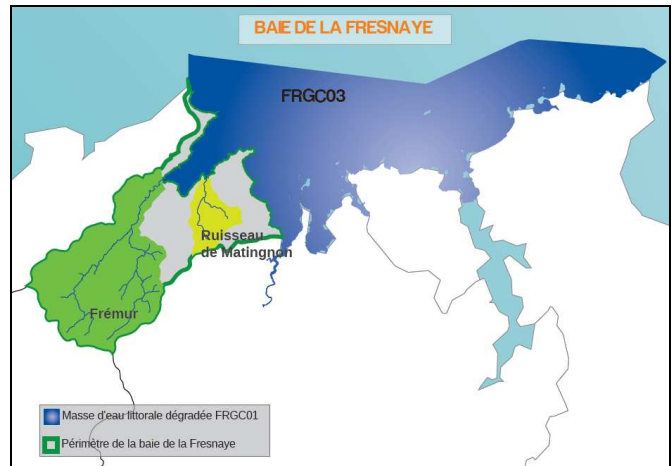 BAIE DE LA FRESNAYE
FRGC03
Ruisseau
de Matingnon
Frémur
Masse d'eau littorale dégradée FRGC01
Périmètre de la baie de la Fresnaye